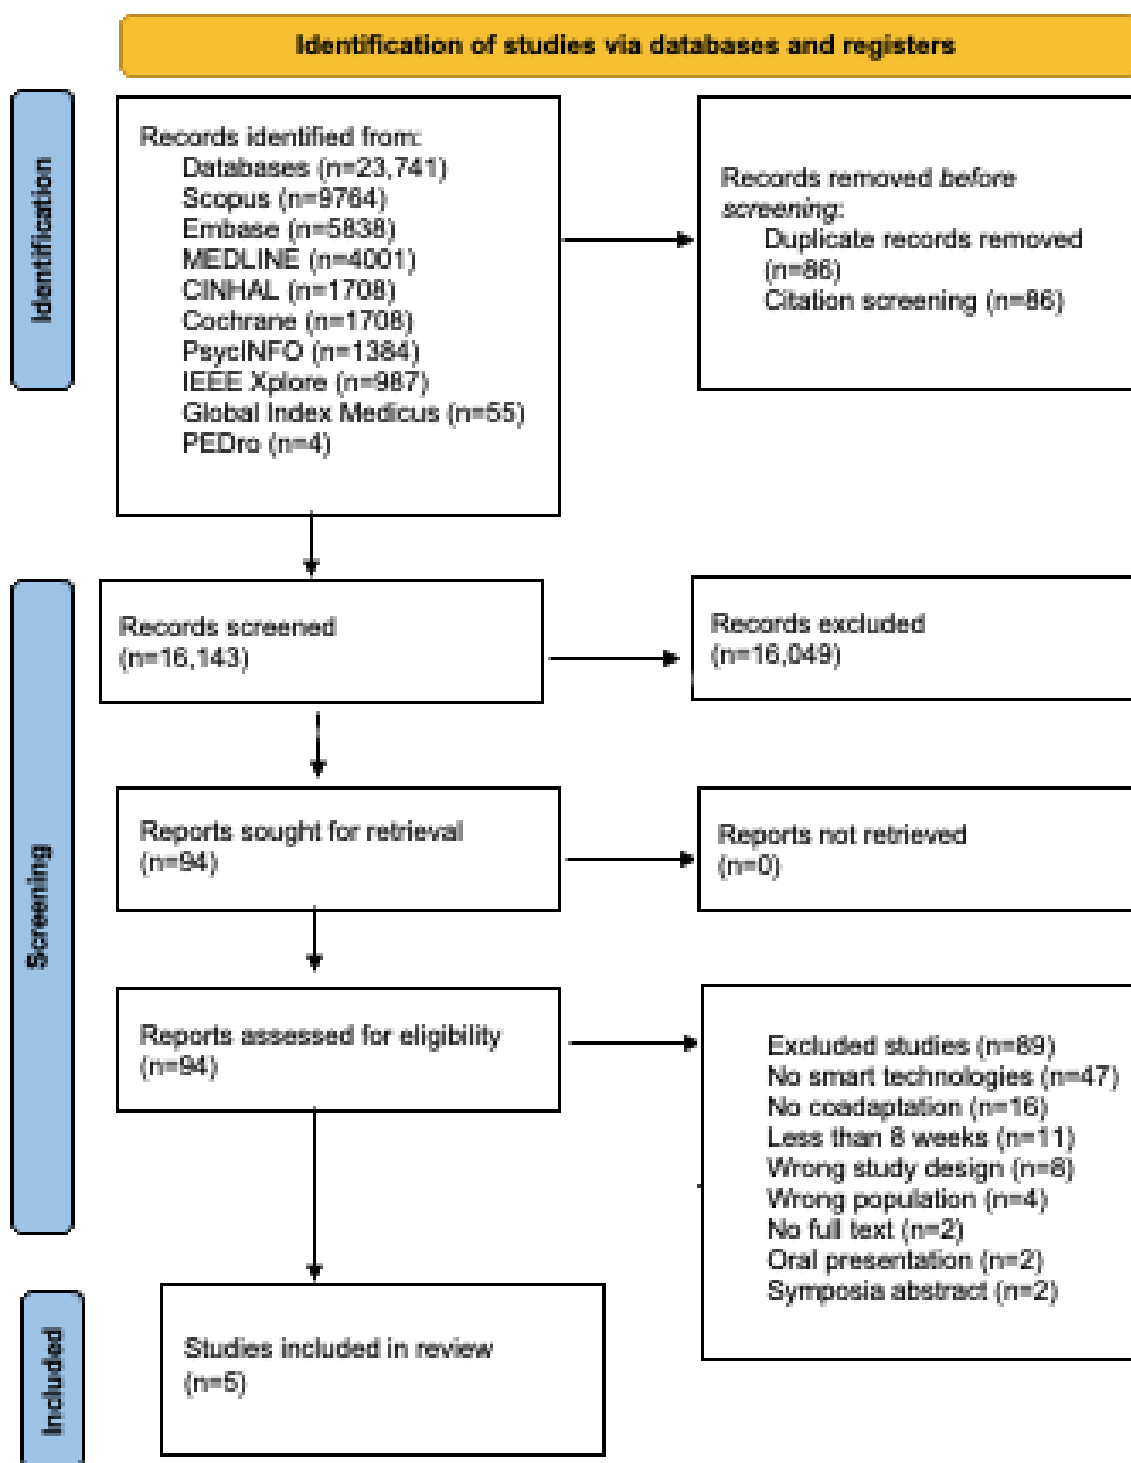 Identification of studies via databases and registers
Identification
Records identified from:
Databases (n=23,741)
Scopus (n=9764)
Embase (n=5838)
MEDLINE (n=4001)
CINHAL (n=1708)
Cochrane (n=1708)
PsycINFO (n=1384)
IEEE Xplore (n=987)
Global Index Medicus (n=55)
PEDro (n=4)
Records removed before
screening:
Duplicate records removed
(n=86)
Citation screening (n=86)
Screening
Records screened
(n=16,143)
Records excluded
(n=16,049)
Reports sought for retrieval
(n=94)
Reports not retrieved
(n=0)
Reports assessed for eligibility
(n=94)
Excluded studies (n=89)
No smart technologies (n=47)
No coadaptation (n=16)
Less than 8 weeks (n=11)
Wrong study design (n=8)
Wrong population (n=4)
No full text (n=2)
Oral presentation (n=2)
Symposia abstract (n=2)
Included
Studies included in review
(n=5)